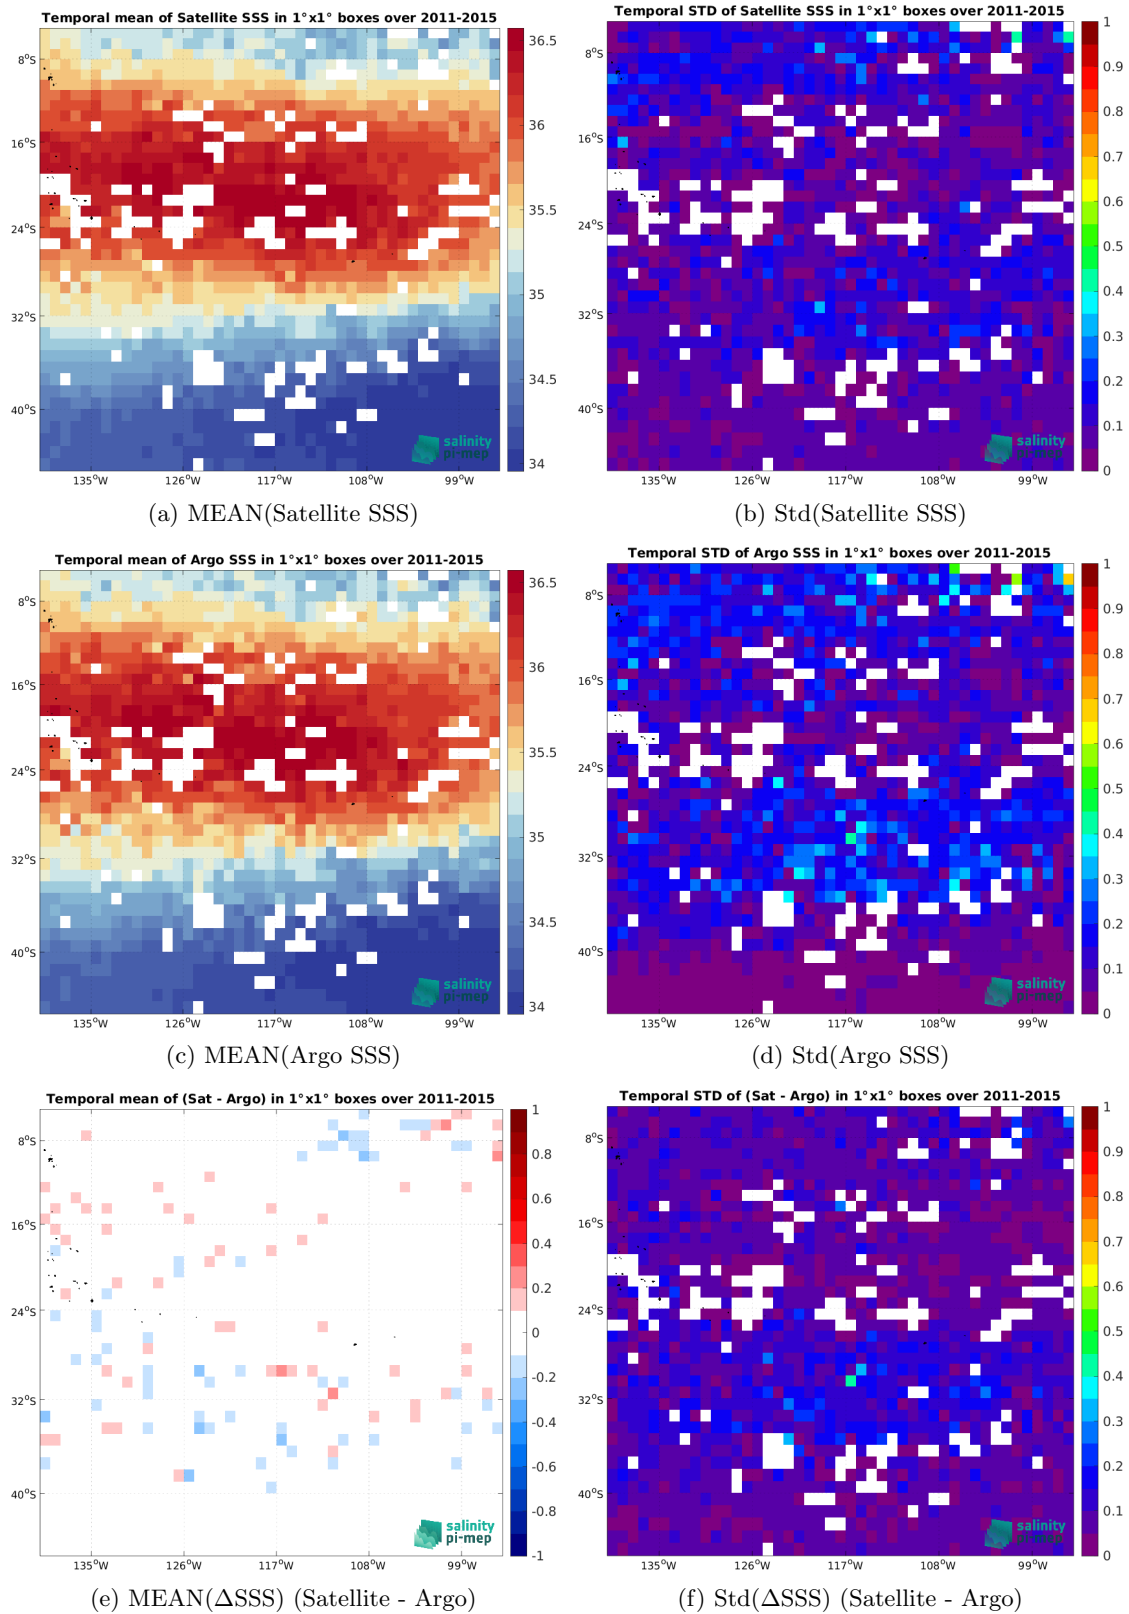 Temporal mean of Satellite SSS in 1°x1° boxes over 2011-2015
8°S
16°S
24°S
32°S
40°S
135°W
126°W
117°W
108°W
99°W
36.5
36
35.5
35
34.5
34
salinity
pi-mep
(a) MEAN(Satellite SSS)
Temporal STD of Satellite SSS in 1°x1° boxes over 2011-2015
8°S
16°S
24°S
32°S
40°S
135°W
126°W
117°W
108°W
99°W
1
0.9
0.8
0.7
0.6
0.5
0.4
0.3
0.2
0.1
0
salinity
pi-mep
(b) Std(Satellite SSS)
Temporal mean of Argo SSS in 1°x1° boxes over 2011-2015
8°S
16°S
24°S
32°S
40°S
135°W
126°W
117°W
108°W
99°W
36.5
36
35.5
35
34.5
34
salinity
pi-mep
(c) MEAN(Argo SSS)
Temporal STD of Argo SSS in 1°x1° boxes over 2011-2015
8°S
16°S
24°S
32°S
40°S
135°W
126°W
117°W
108°W
99°W
1
0.9
0.8
0.7
0.6
0.5
0.4
0.3
0.2
0.1
0
salinity
pi-mep
(d) Std(Argo SSS)
Temporal mean of (Sat - Argo) in 1°x1° boxes over 2011-2015
8°S
16°S
24°S
32°S
40°S
135°W
126°W
117°W
108°W
99°W
1
0.8
0.6
0.4
0.2
0
-0.2
-0.4
-0.6
-0.8
-1
salinity
pi-mep
(e) MEAN(ΔSSS) (Satellite - Argo)
Temporal STD of (Sat - Argo) in 1°x1° boxes over 2011-2015
8°S
16°S
24°S
32°S
40°S
135°W
126°W
117°W
108°W
99°W
1
0.9
0.8
0.7
0.6
0.5
0.4
0.3
0.2
0.1
0
salinity
pi-mep
(f) Std(ΔSSS) (Satellite - Argo)